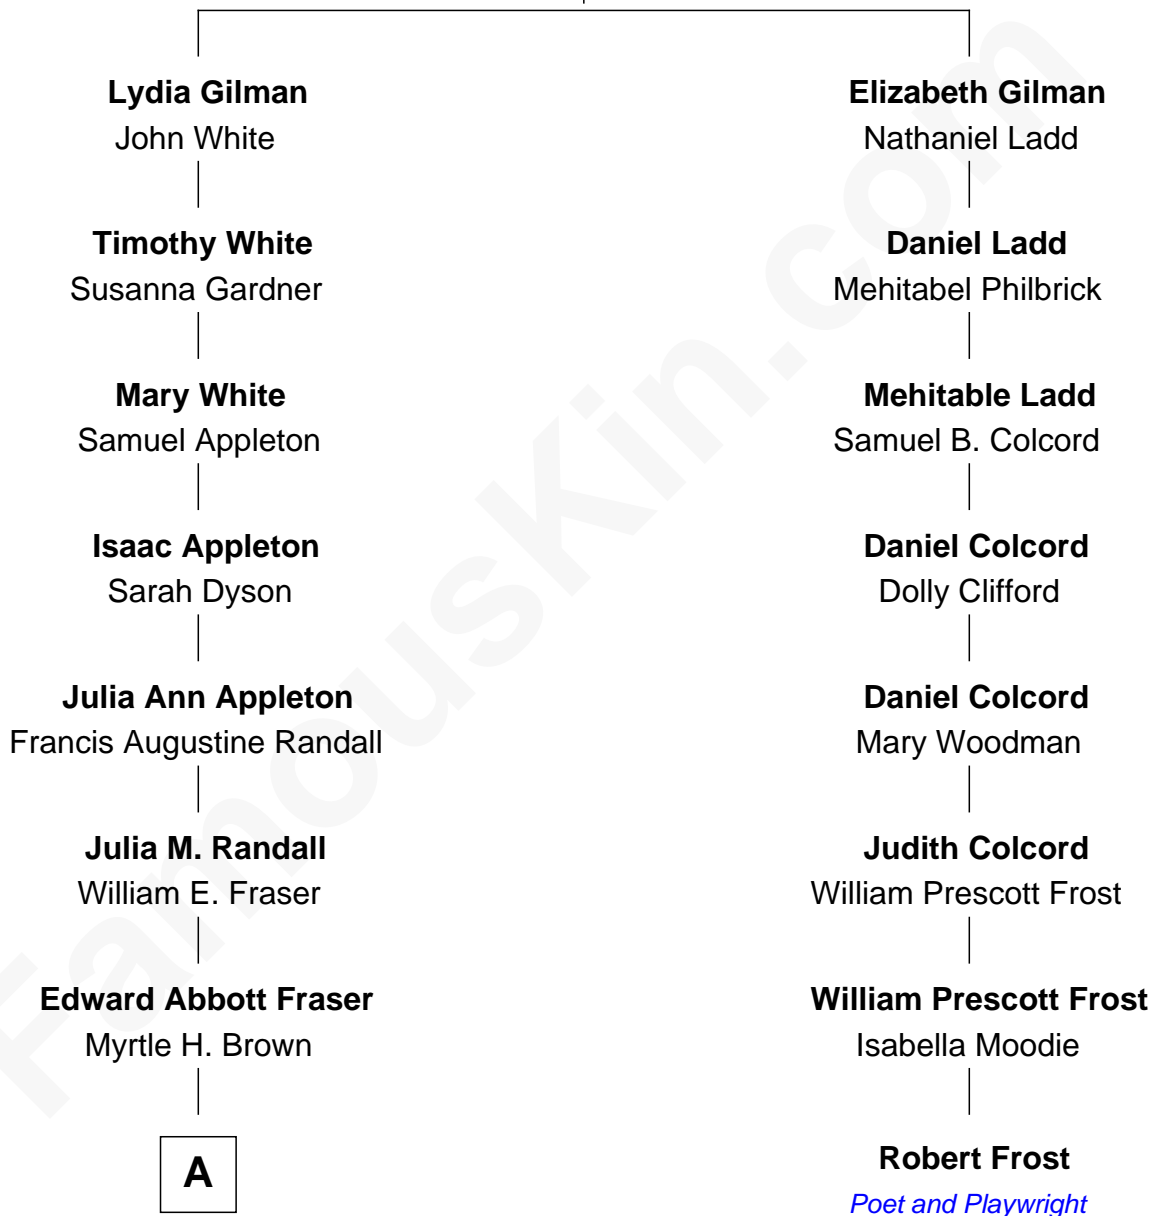 Lydia Gilman
John White
Timothy White
Susanna Gardner
Mary White
Samuel Appleton
Isaac Appleton
Sarah Dyson
Julia Ann Appleton
Francis Augustine Randall
Julia M. Randall
William E. Fraser
Edward Abbott Fraser
Myrtle H. Brown
A
Elizabeth Gilman
Nathaniel Ladd
Daniel Ladd
Mehitabel Philbrick
Mehitable Ladd
Samuel B. Colcord
Daniel Colcord
Dolly Clifford
Daniel Colcord
Mary Woodman
Judith Colcord
William Prescott Frost
William Prescott Frost
Isabella Moodie
Robert Frost
Poet and Playwright
FamousKin.com